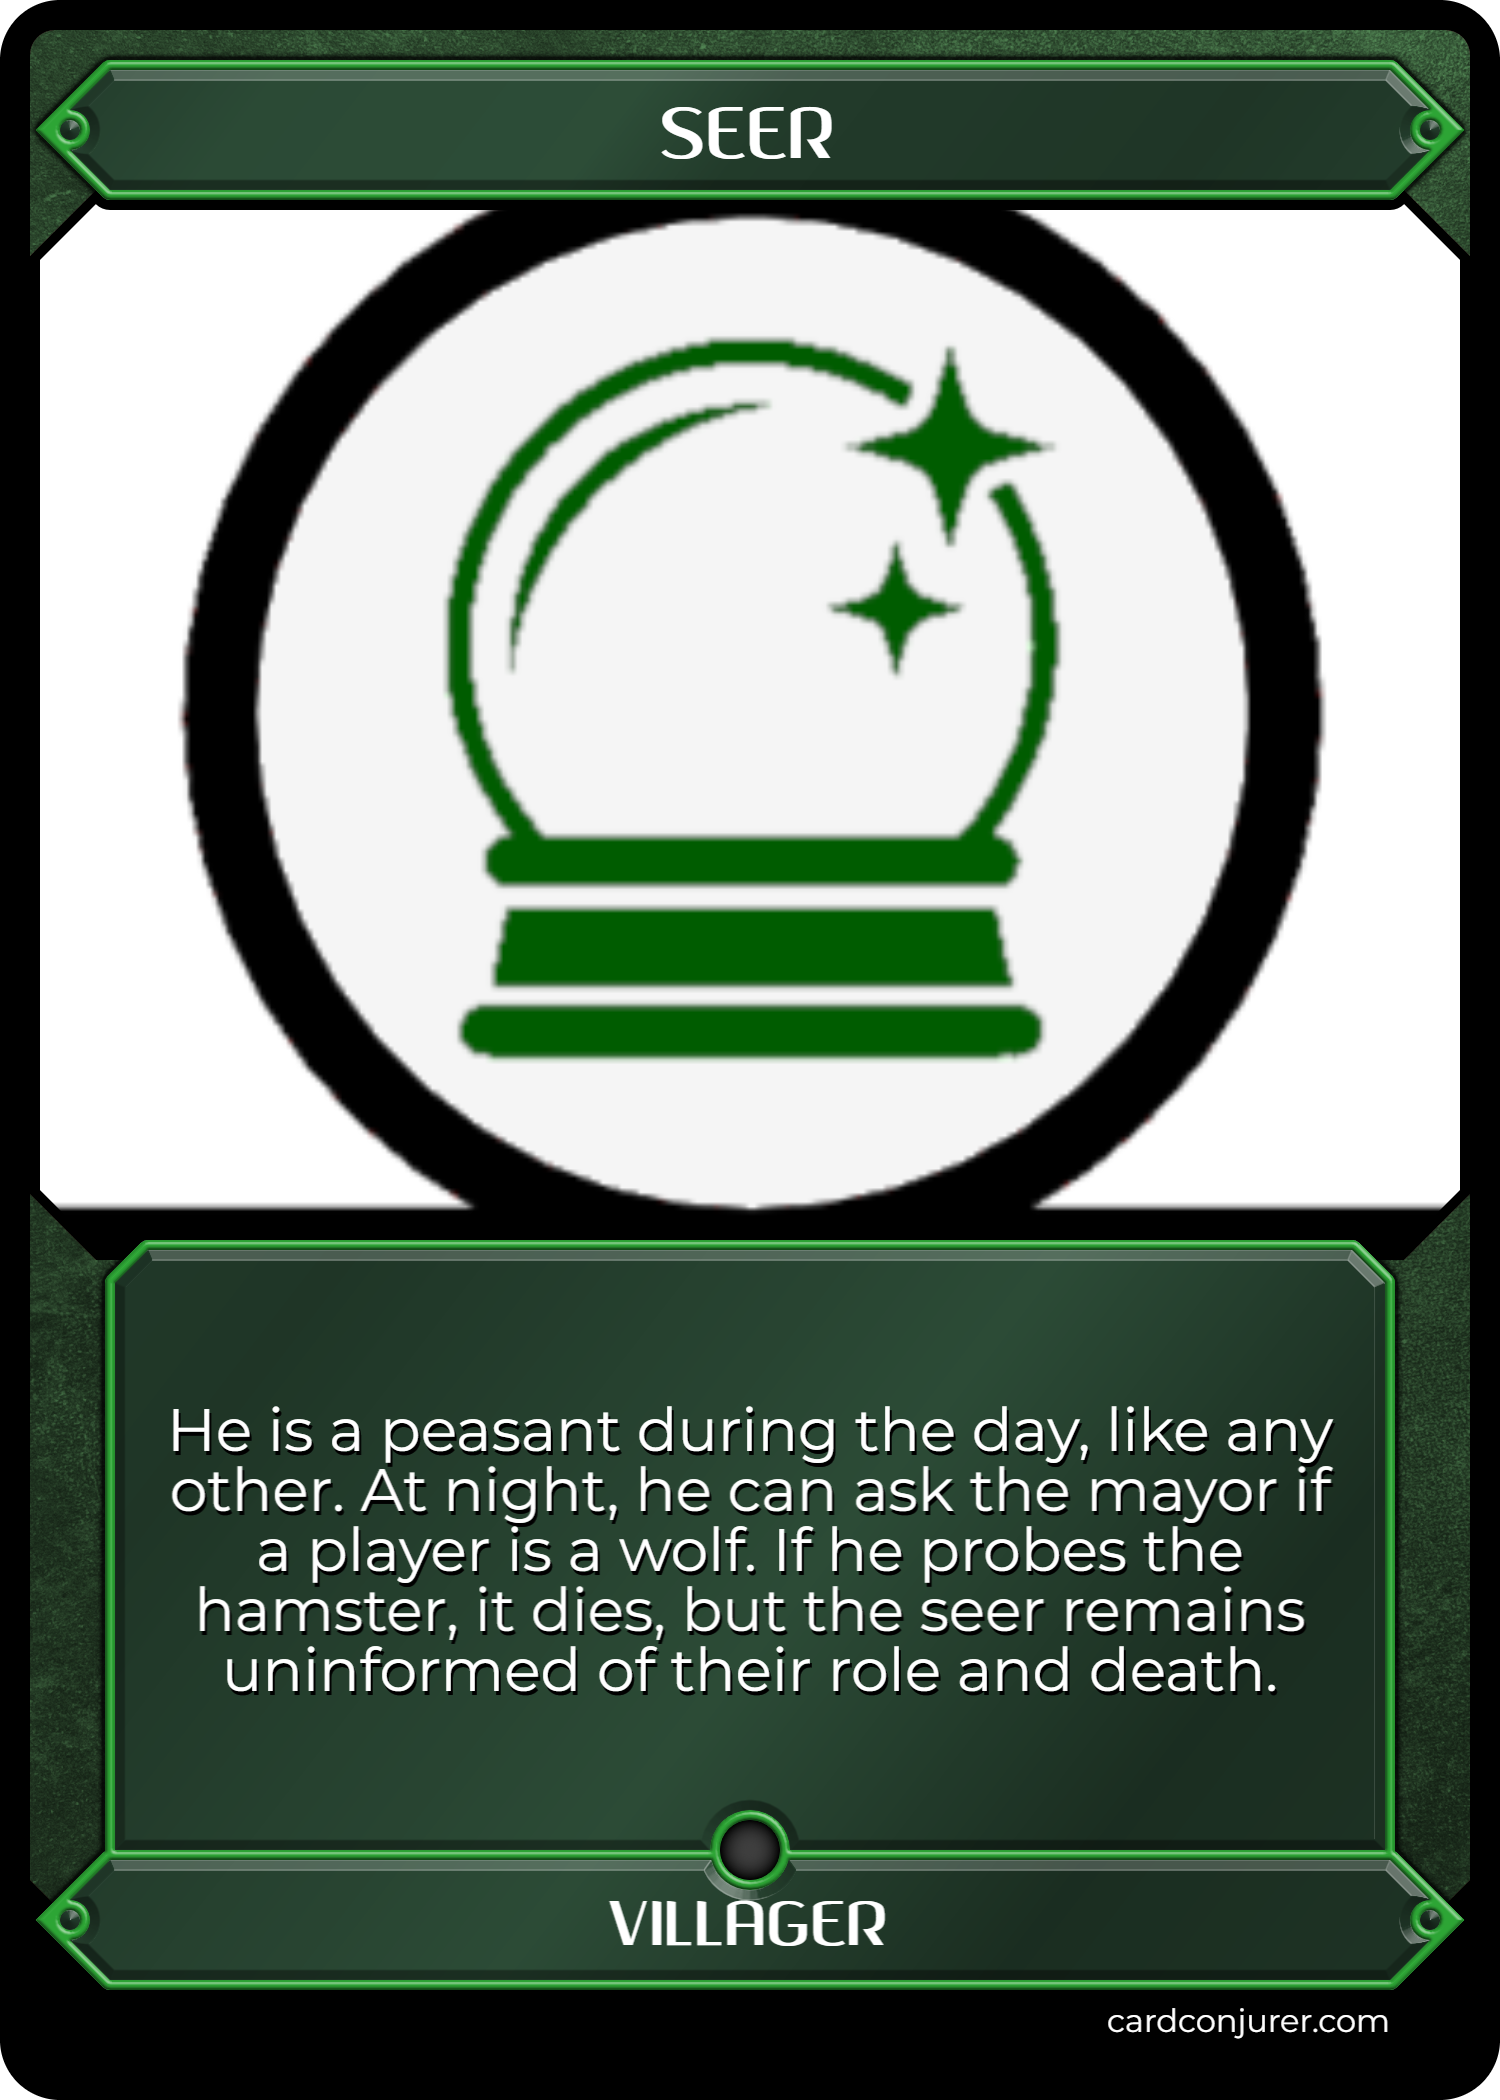 SEER
He is a peasant during the day, like any
other. At night, he can ask the mayor if
a player is a wolf. If he probes the
hamster, it dies, but the seer remains
uninformed of their role and death.
VILLAGER
cardconjurer.com